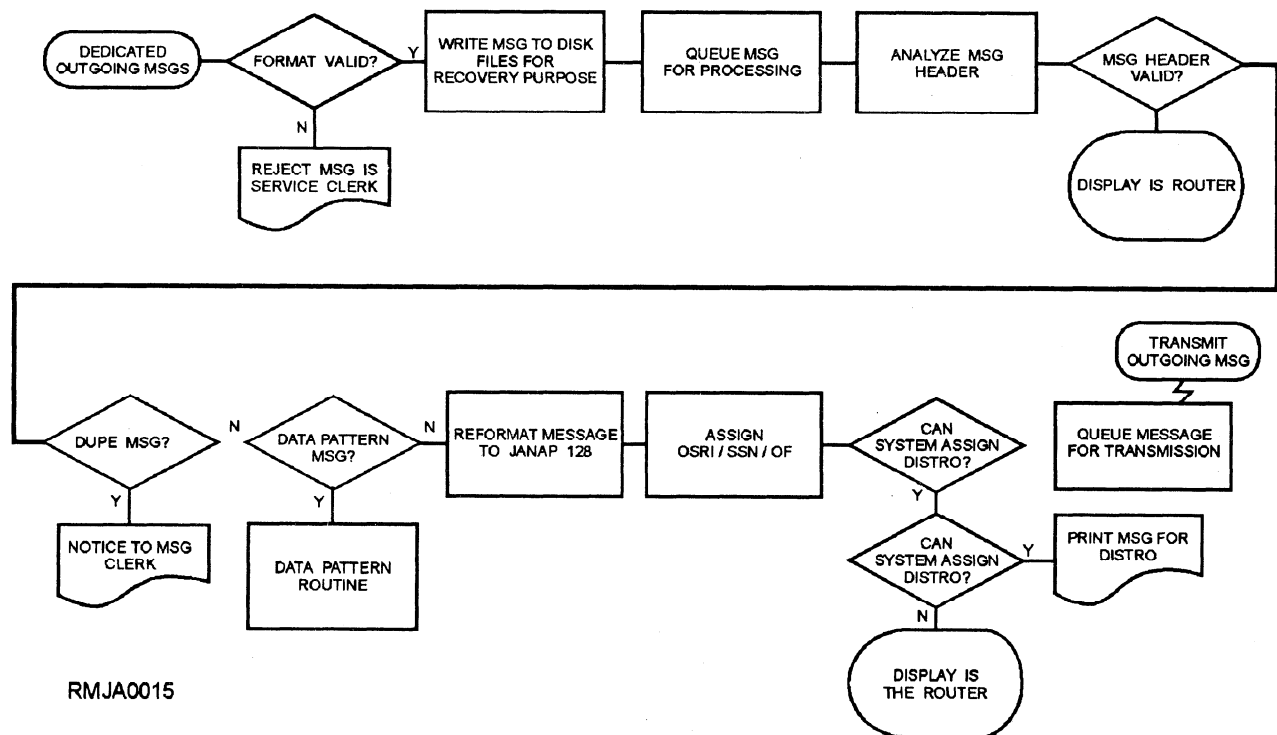 DEDICATED
OUTGOING MSGS
FORMAT VALID?
Y
N
REJECT MSG IS
SERVICE CLERK
WRITE MSG TO DISK
FILES FOR
RECOVERY PURPOSE
QUEUE MSG
FOR PROCESSING
ANALYZE MSG
HEADER
MSG HEADER
VALID?
DISPLAY IS ROUTER
DUPE MSG?
N
Y
NOTICE TO MSG
CLERK
DATA PATTERN
MSG?
N
Y
DATA PATTERN
ROUTINE
REFORMAT MESSAGE
TO JANAP 128
ASSIGN
OSRI / SSN / OF
CAN
SYSTEM ASSIGN
DISTRO?
Y
CAN
SYSTEM ASSIGN
DISTRO?
Y
N
DISPLAY IS
THE ROUTER
PRINT MSG FOR
DISTRO
TRANSMIT
OUTGOING MSG
QUEUE MESSAGE
FOR TRANSMISSION
RMJA0015